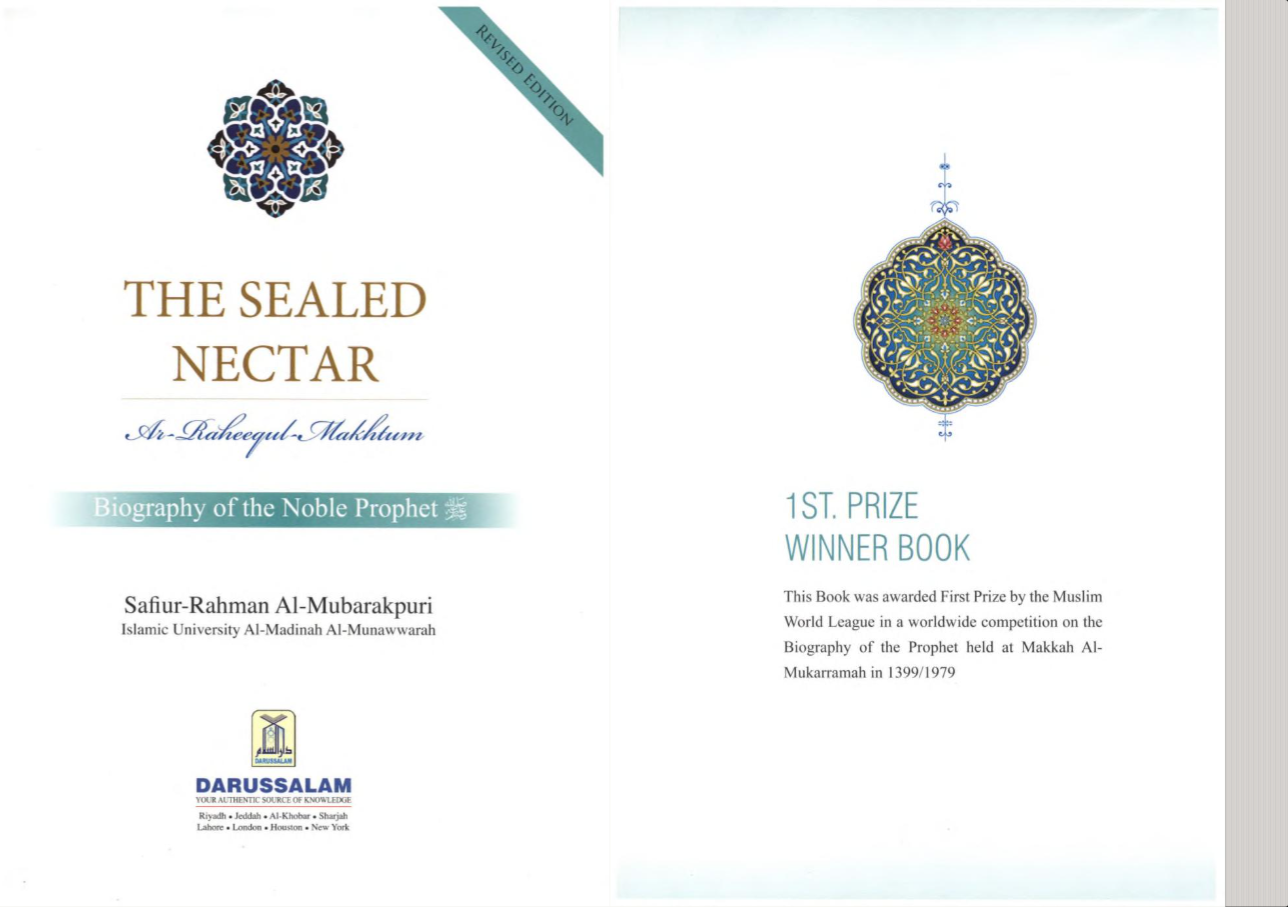 REVISED EDITION
THE SEALED
NECTAR
Ar-Raheequl-Makhtum
Biography of the Noble Prophet ﷺ
Safiur-Rahman Al-Mubarakpuri
Islamic University Al-Madinah Al-Munawwarah
دارالسلام
DARUSSALAM
DARUSSALAM
YOUR AUTHENTIC SOURCE OF KNOWLEDGE
Riyadh • Jeddah • Al-Khobar • Sharjah
Lahore • London • Houston • New York
1ST. PRIZE
WINNER BOOK
This Book was awarded First Prize by the Muslim
World League in a worldwide competition on the
Biography of the Prophet held at Makkah Al-
Mukarramah in 1399/1979